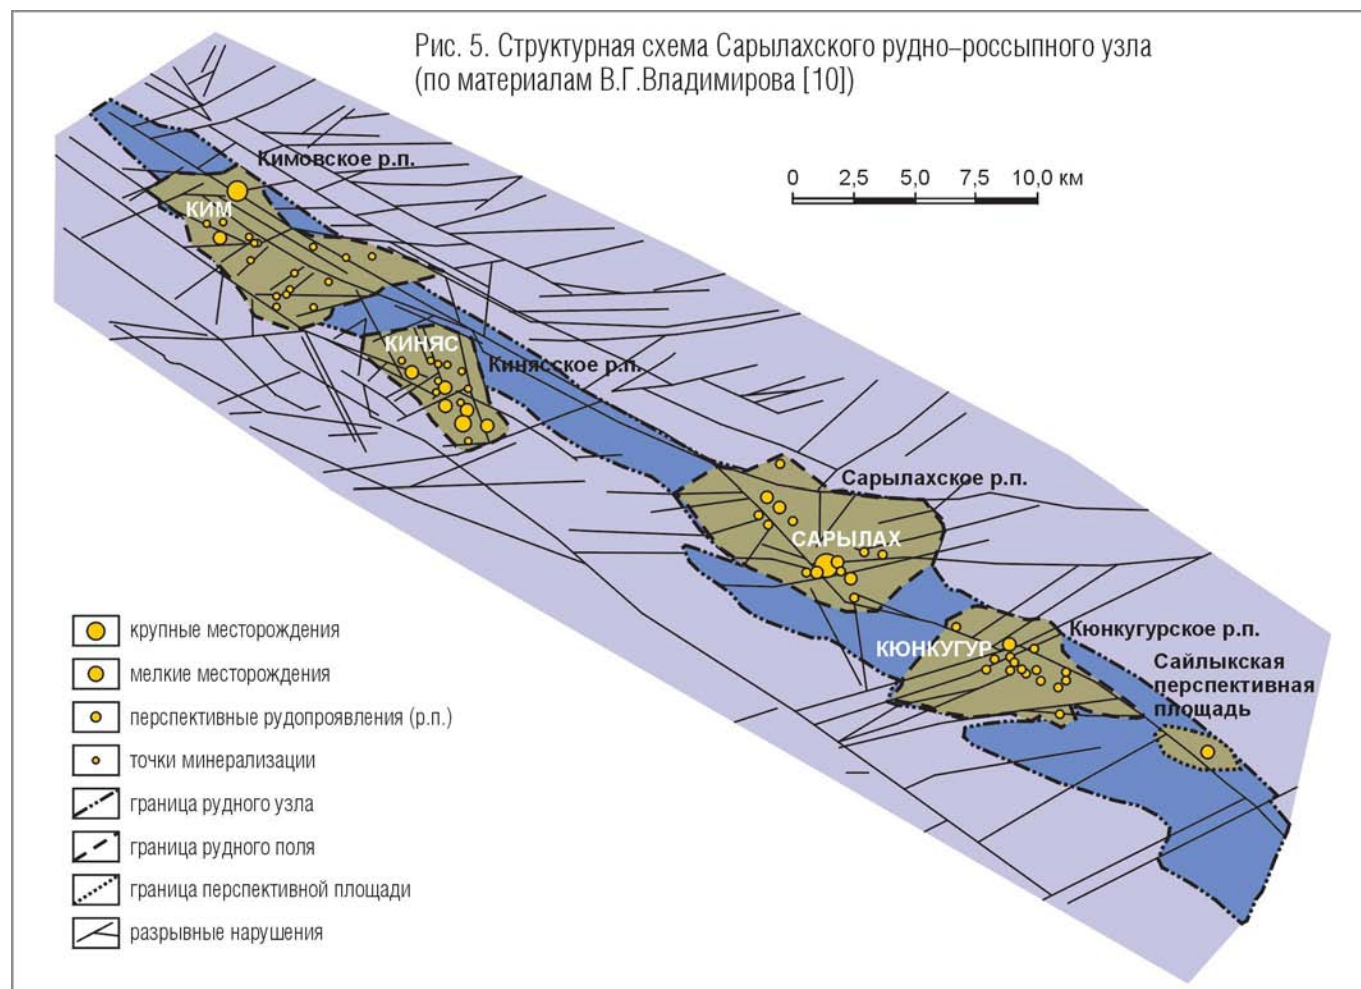 Рис. 5. Структурная схема Сарылахского рудно–россыпного узла
(по материалам В.Г.Владимирова [10])
Кимовское р.п.
0 2,5 5,0 7,5 10,0 км
КИМ
КИНЯС
Кинясское р.п.
Сарылахское р.п.
САРЫЛАХ
Кюнкугурское р.п.
КЮНКУГУР
Сайлыкская
перспективная
площадь
крупные месторождения
мелкие месторождения
перспективные рудопроявления (р.п.)
точки минерализации
граница рудного узла
граница рудного поля
граница перспективной площади
разрывные нарушения